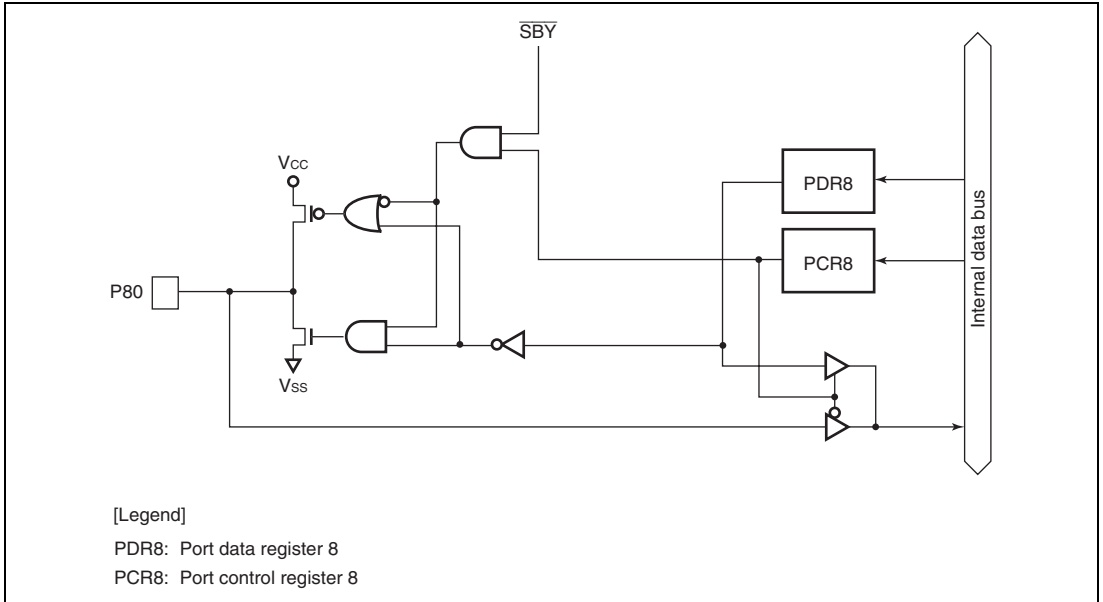 SBY
VCC
PDR8
PCR8
P80
VSS
Internal data bus
[Legend]
PDR8: Port data register 8
PCR8: Port control register 8